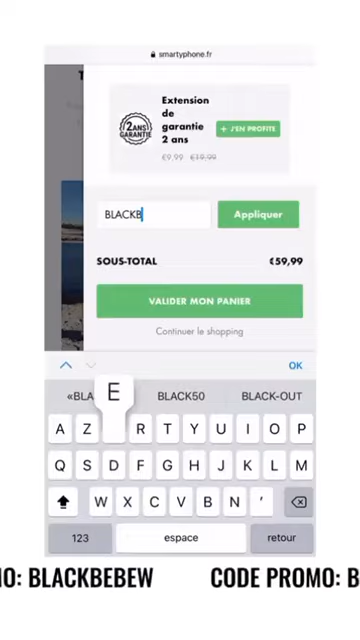 smartyphone.fr
T
Extension
de
garantie
2 ans
2 ANS
GARANTIE
+ J'EN PROFITE
€9,99 €19,99
BLACKB
Appliquer
SOUS-TOTAL €59,99
VALIDER MON PANIER
Continuer le shopping
OK
«BLA BLACK50 BLACK-OUT
E
A Z R T Y U I O P
Q S D F G H J K L M
W X C V B N '
123 espace retour
MO: BLACKBEBEW CODE PROMO: B